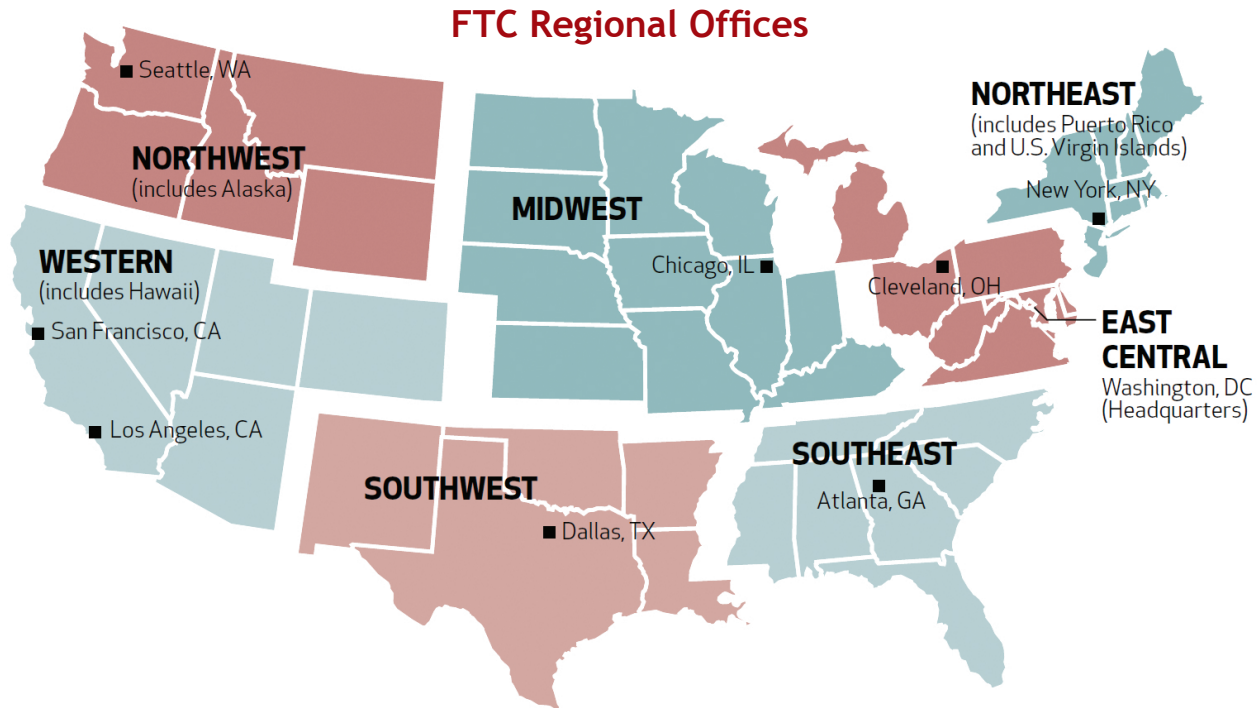 FTC Regional Offices
Seattle, WA
NORTHWEST
(includes Alaska)
WESTERN
(includes Hawaii)
San Francisco, CA
Los Angeles, CA
MIDWEST
Chicago, IL
SOUTHWEST
Dallas, TX
NORTHEAST
(includes Puerto Rico
and U.S. Virgin Islands)
New York, NY
Cleveland, OH
EAST
CENTRAL
Washington, DC
(Headquarters)
SOUTHEAST
Atlanta, GA